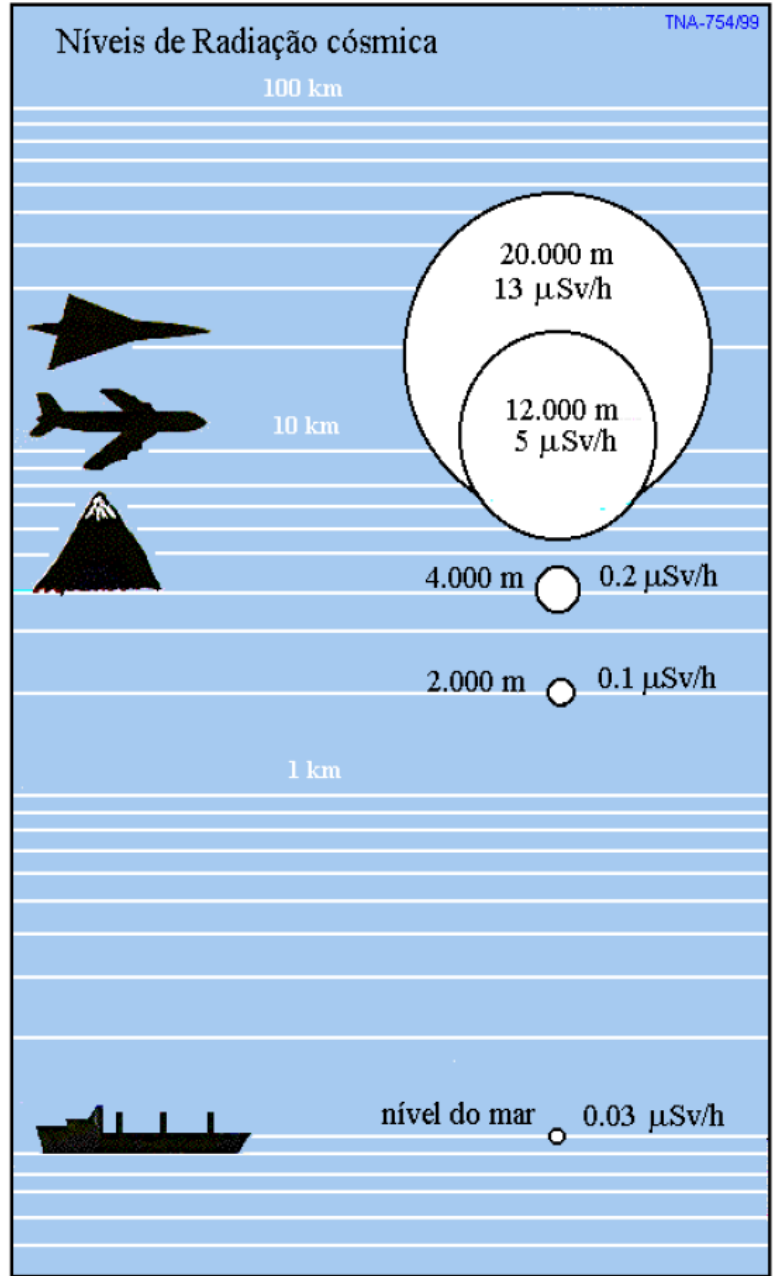 TNA-754/99
Níveis de Radiação cósmica
100 km
20.000 m
13 μSv/h
12.000 m
5 μSv/h
10 km
4.000 m 0.2 μSv/h
2.000 m 0.1 μSv/h
1 km
nível do mar 0.03 μSv/h